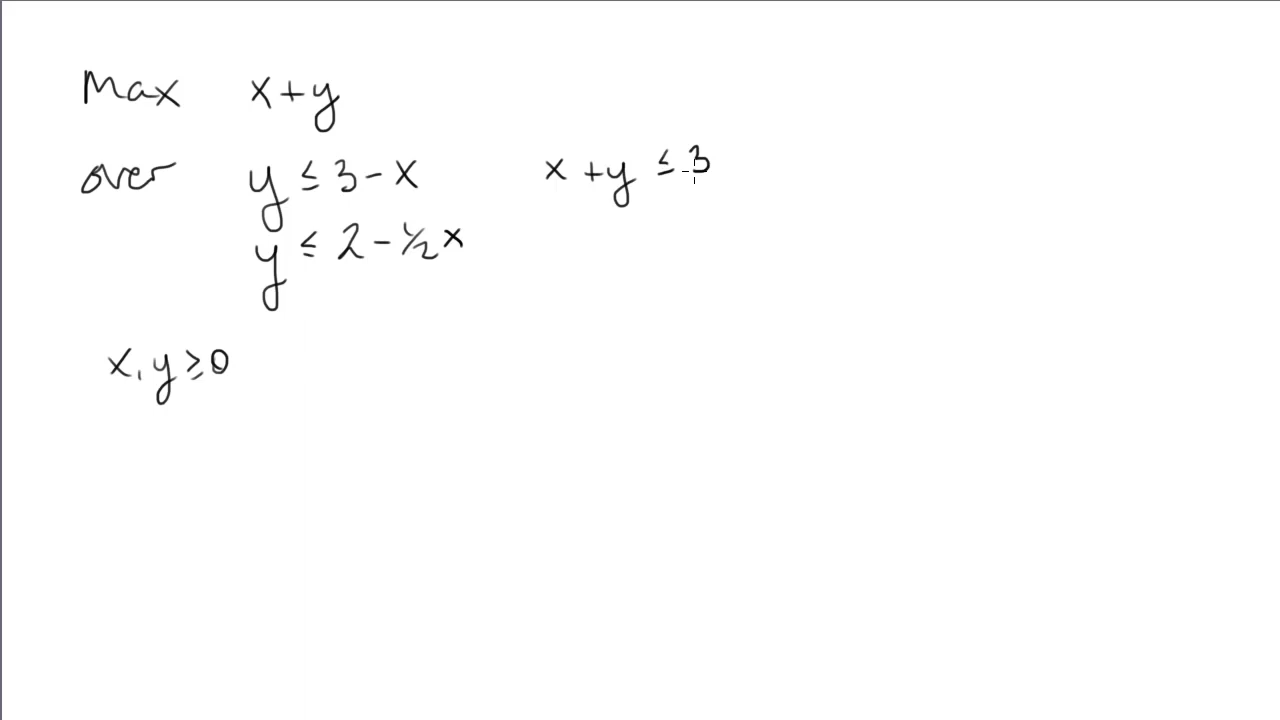 Max x+y
over y ≤ 3-x x+y ≤ 3
y ≤ 2-½x
x, y ≥ 0